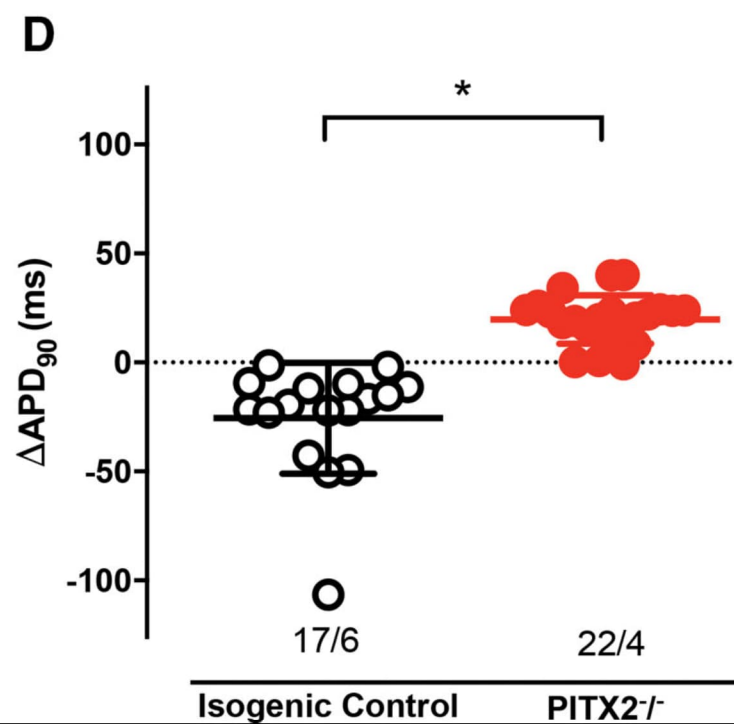 D
*
100
50
0
-50
-100
ΔAPD90 (ms)
17/6
22/4
Isogenic Control
PITX2-/-